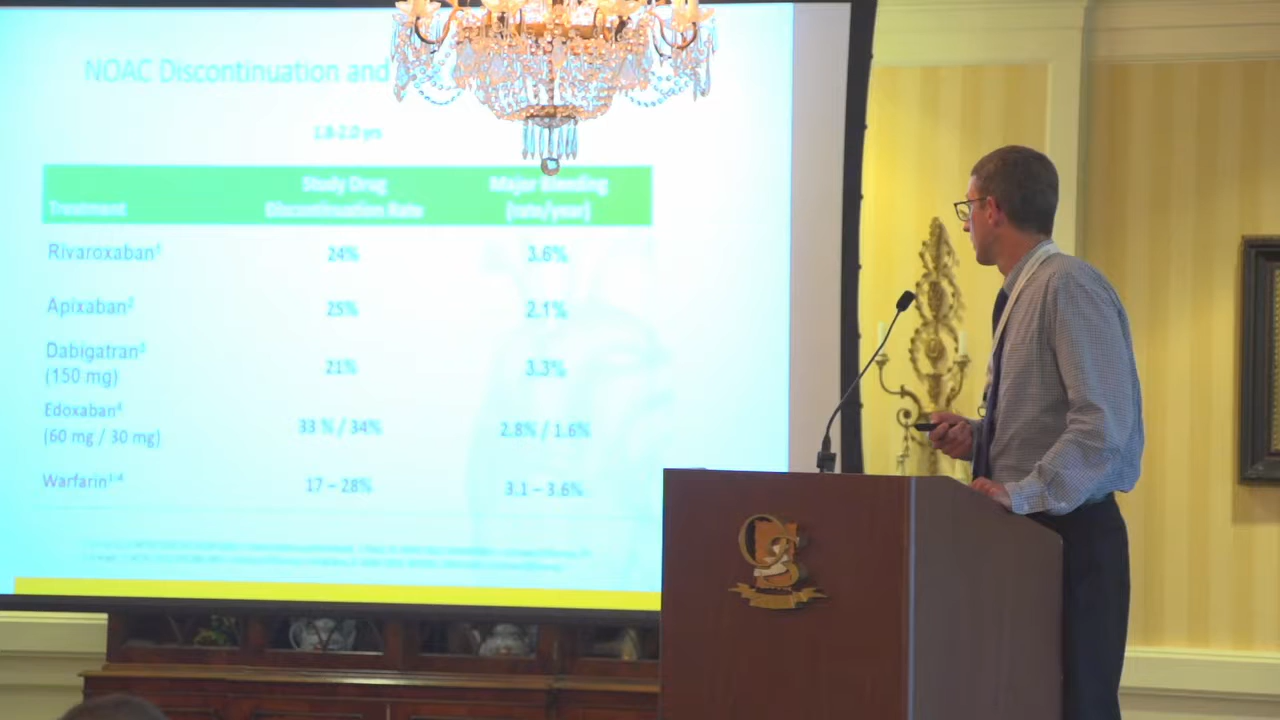 NOAC Discontinuation and
1.8-2.0 yrs
Treatment
Study Drug
Discontinuation Rate
Major Bleeding
(rate/year)
Rivaroxaban¹ 24% 3.6%
Apixaban² 25% 2.1%
Dabigatran³
(150 mg) 21% 3.3%
Edoxaban⁴
(60 mg / 30 mg) 33 % / 34% 2.8% / 1.6%
Warfarin¹⁻⁴ 17 – 28% 3.1 – 3.6%